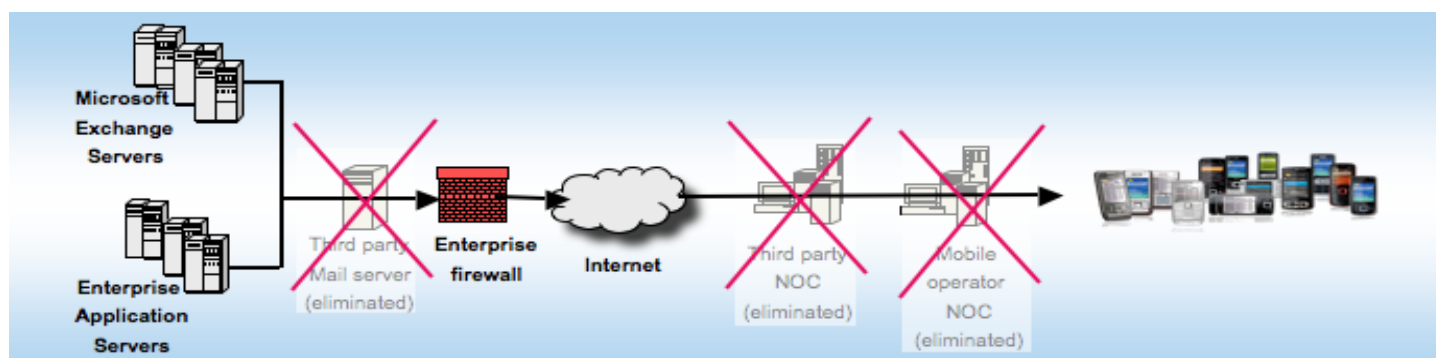 Microsoft
Exchange
Servers
Enterprise
Application
Servers
Third party
Mail server
(eliminated)
Enterprise
firewall
Internet
Third party
NOC
(eliminated)
Mobile
operator
NOC
(eliminated)